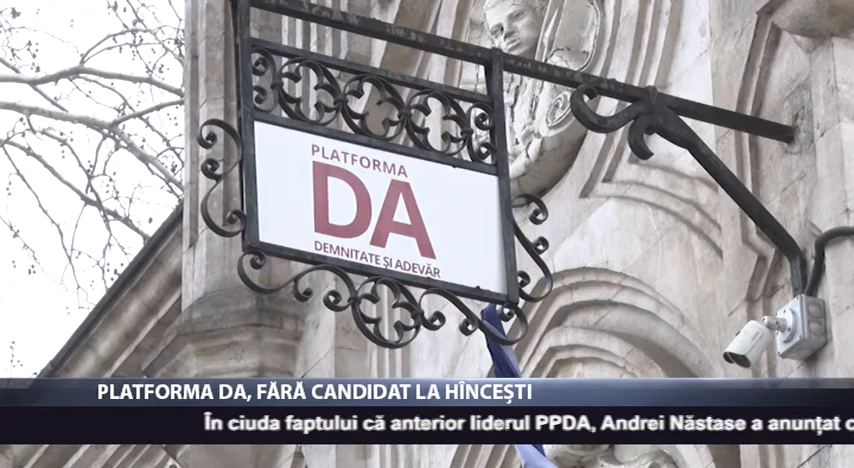 PLATFORMA
DA
DEMNITATE ȘI ADEVĂR
PLATFORMA DA, FĂRĂ CANDIDAT LA HÎNCEȘTI
În ciuda faptului că anterior liderul PPDA, Andrei Năstase a anunțat c